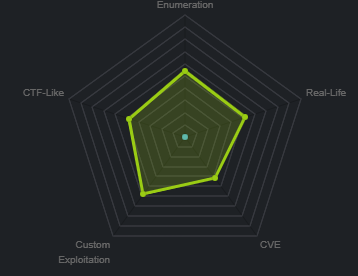 Enumeration
CTF-Like
Real-Life
Custom
Exploitation
CVE